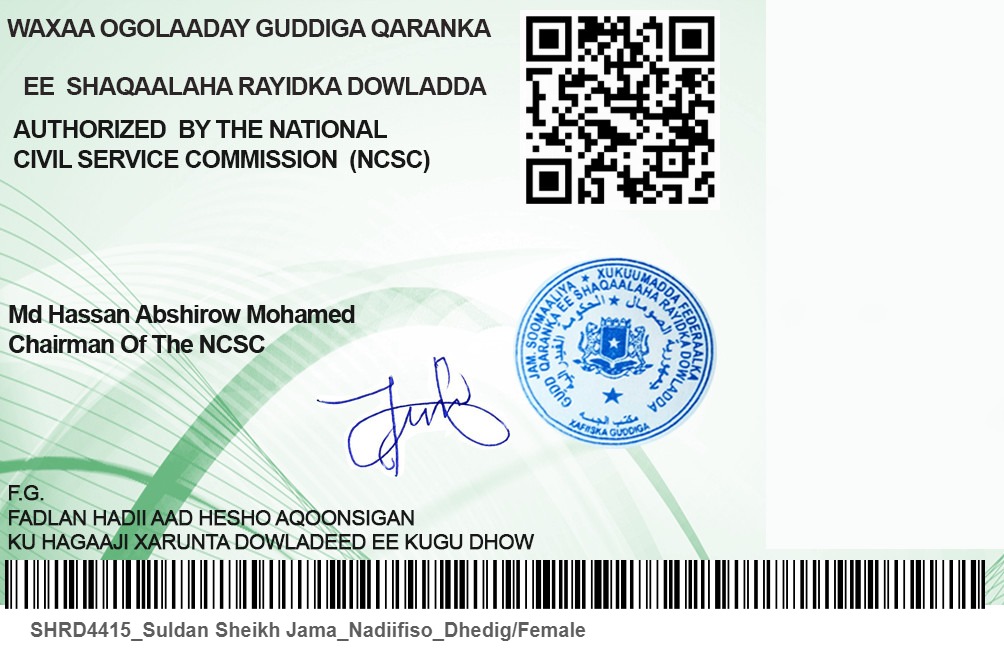 WAXAA OGOLAADAY GUDDIGA QARANKA
EE SHAQAALAHA RAYIDKA DOWLADDA
AUTHORIZED BY THE NATIONAL
CIVIL SERVICE COMMISSION (NCSC)
JAM. SOOMAALIYA ★ XUKUUMADDA FEDERAALKA
GUDD QARANKA EE SHAQAALAHA RAYIDKA DOWLADDA
مكتب الجنة
XAFIISKA GUDDIGA
Md Hassan Abshirow Mohamed
Chairman Of The NCSC
F.G.
FADLAN HADII AAD HESHO AQOONSIGAN
KU HAGAAJI XARUNTA DOWLADEED EE KUGU DHOW
SHRD4415_Suldan Sheikh Jama_Nadiifiso_Dhedig/Female